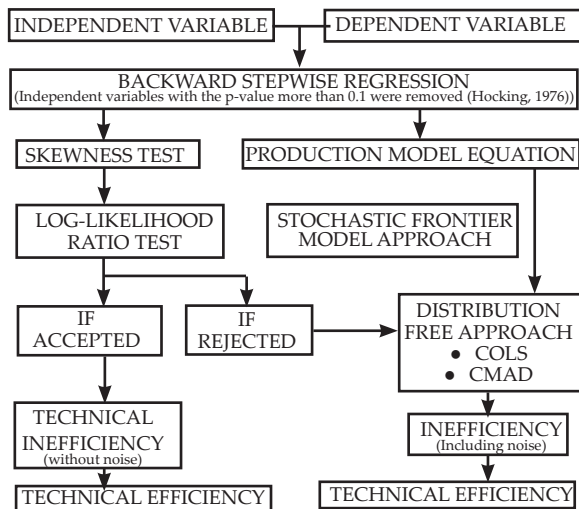 INDEPENDENT VARIABLE
DEPENDENT VARIABLE
BACKWARD STEPWISE REGRESSION
(Independent variables with the p-value more than 0.1 were removed (Hocking, 1976))
SKEWNESS TEST
PRODUCTION MODEL EQUATION
LOG-LIKELIHOOD
RATIO TEST
STOCHASTIC FRONTIER
MODEL APPROACH
IF
ACCEPTED
IF
REJECTED
DISTRIBUTION
FREE APPROACH
● COLS
● CMAD
TECHNICAL
INEFFICIENCY
(without noise)
INEFFICIENCY
(Including noise)
TECHNICAL EFFICIENCY
TECHNICAL EFFICIENCY